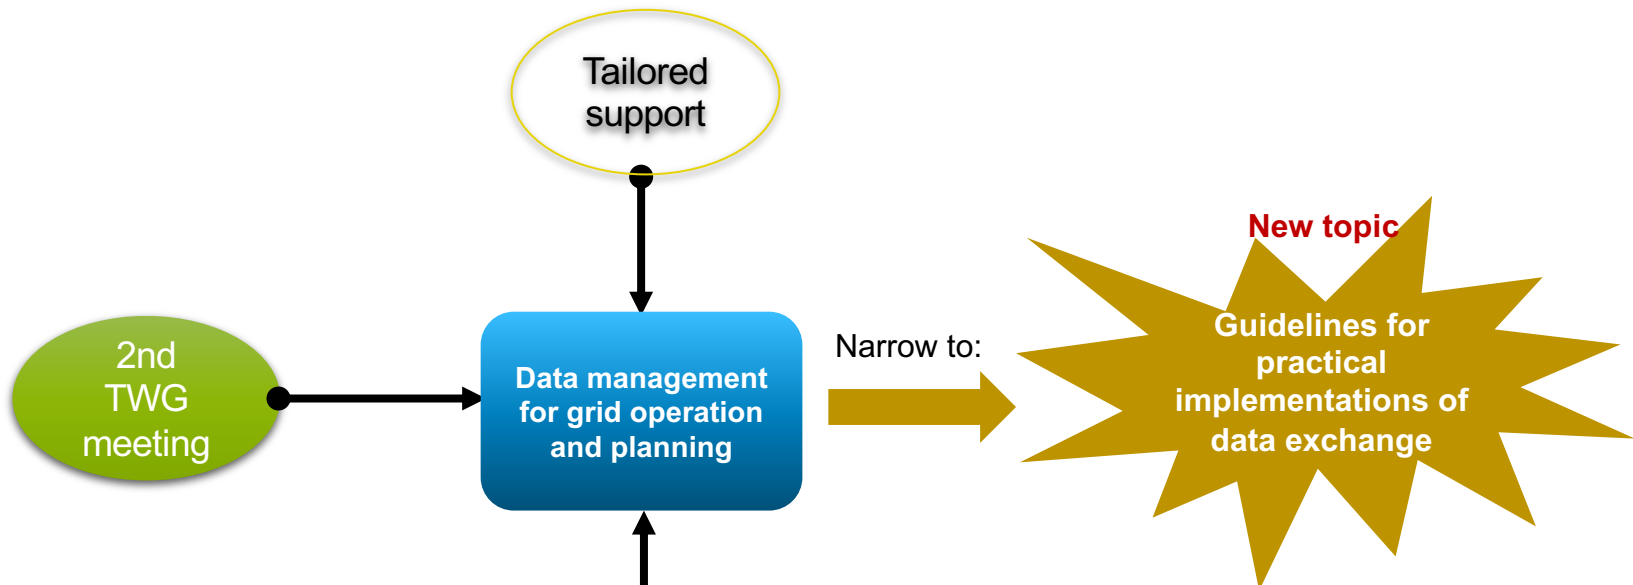 Tailored
support
2nd
TWG
meeting
Data management
for grid operation
and planning
Narrow to:
New topic
Guidelines for
practical
implementations of
data exchange